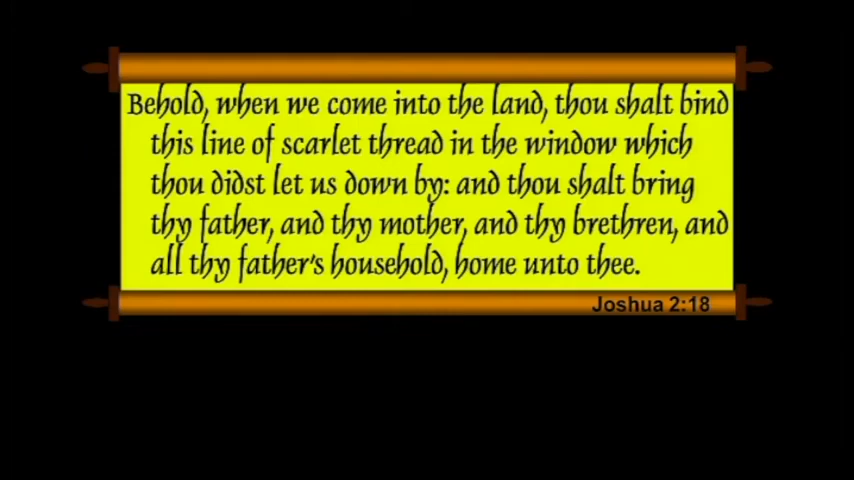 Behold, when we come into the land, thou shalt bind
this line of scarlet thread in the window which
thou didst let us down by: and thou shalt bring
thy father, and thy mother, and thy brethren, and
all thy father's household, home unto thee.
Joshua 2:18